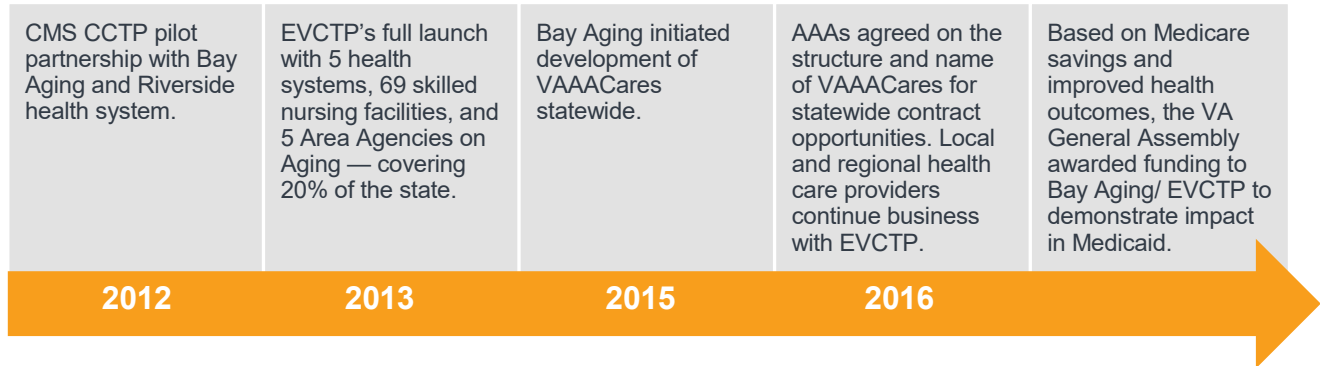 CMS CCTP pilot
partnership with Bay
Aging and Riverside
health system.
EVCTP’s full launch
with 5 health
systems, 69 skilled
nursing facilities, and
5 Area Agencies on
Aging — covering
20% of the state.
Bay Aging initiated
development of
VAAACares
statewide.
AAAs agreed on the
structure and name
of VAAACares for
statewide contract
opportunities. Local
and regional health
care providers
continue business
with EVCTP.
Based on Medicare
savings and
improved health
outcomes, the VA
General Assembly
awarded funding to
Bay Aging/ EVCTP to
demonstrate impact
in Medicaid.
2012
2013
2015
2016